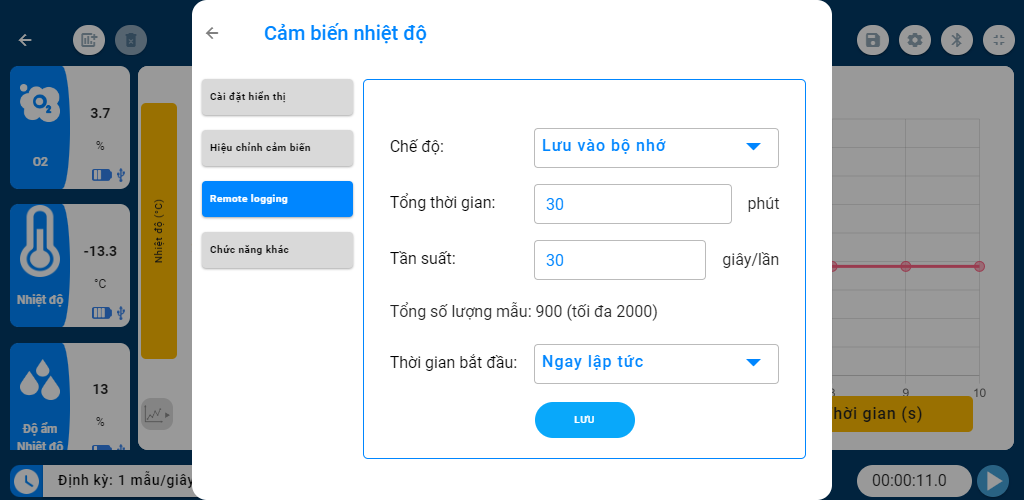 Cảm biến nhiệt độ
Cài đặt hiển thị
Hiệu chỉnh cảm biến
Remote logging
Chức năng khác
Chế độ:
Lưu vào bộ nhớ
Tổng thời gian:
30
phút
Tần suất:
30
giây/lần
Tổng số lượng mẫu: 900 (tối đa 2000)
Thời gian bắt đầu:
Ngay lập tức
LƯU
O2
3.7
%
O2
-13.3
°C
Nhiệt độ
13
%
Độ ẩm
Nhiệt độ
Nhiệt độ (°C)
9
10
hời gian (s)
Định kỳ: 1 mẫu/giây
00:00:11.0